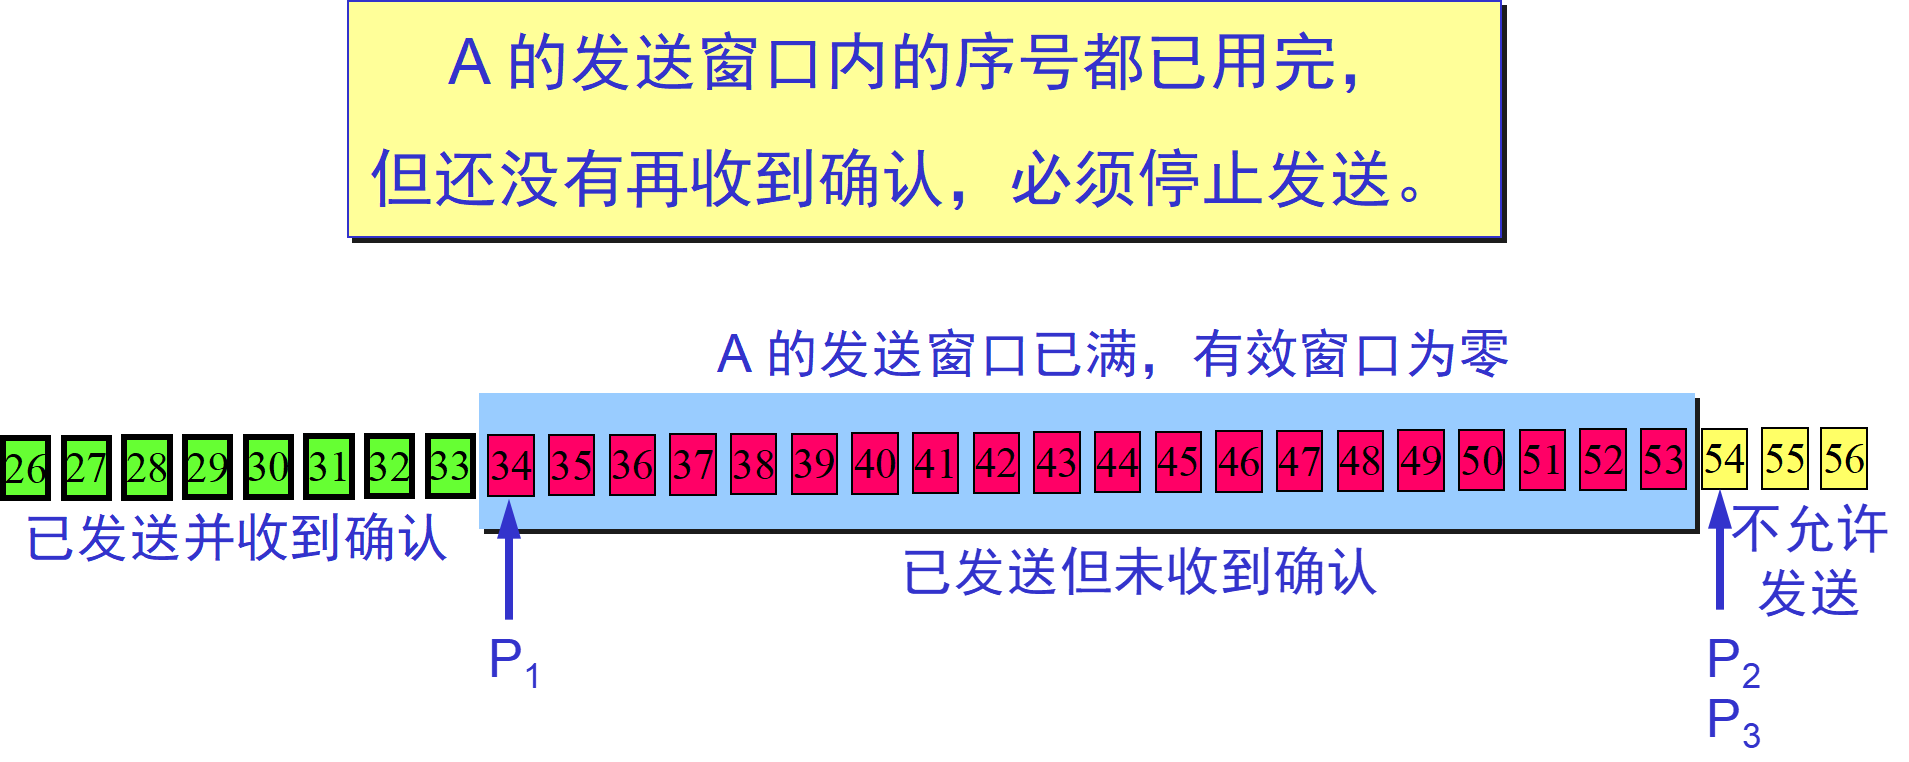 A 的发送窗口内的序号都已用完，
但还没有再收到确认，必须停止发送。
A 的发送窗口已满，有效窗口为零
26 27 28 29 30 31 32 33 34 35 36 37 38 39 40 41 42 43 44 45 46 47 48 49 50 51 52 53 54 55 56
已发送并收到确认
已发送但未收到确认
不允许
发送
P1
P2
P3